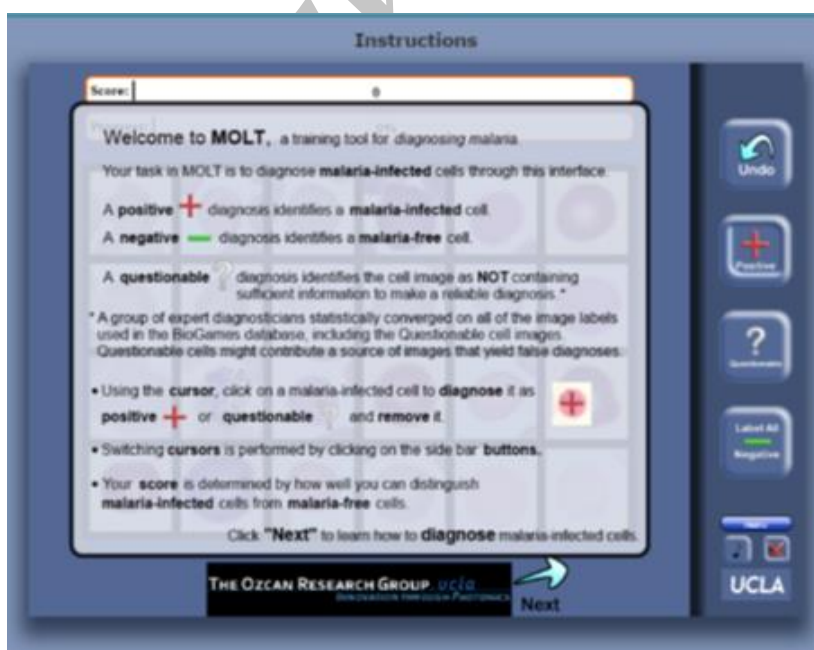 Instructions
Score: 0
Welcome to MOLT, a training tool for diagnosing malaria.
Your task in MOLT is to diagnose malaria-infected cells through this interface.
A positive + diagnosis identifies a malaria-infected cell.
A negative — diagnosis identifies a malaria-free cell.
A questionable ? diagnosis identifies the cell image as NOT containing
sufficient information to make a reliable diagnosis.*
* A group of expert diagnosticians statistically converged on all of the image labels
used in the BioGames database, including the Questionable cell images.
Questionable cells might contribute a source of images that yield false diagnoses.
• Using the cursor, click on a malaria-infected cell to diagnose it as
positive + or questionable ? and remove it.
• Switching cursors is performed by clicking on the side bar buttons.
• Your score is determined by how well you can distinguish
malaria-infected cells from malaria-free cells.
Click "Next" to learn how to diagnose malaria-infected cells.
THE OZCAN RESEARCH GROUP ucla
INNOVATION THROUGH PHOTONICS
Next
Undo
Positive
?
Questionable
Label All
Negative
UCLA